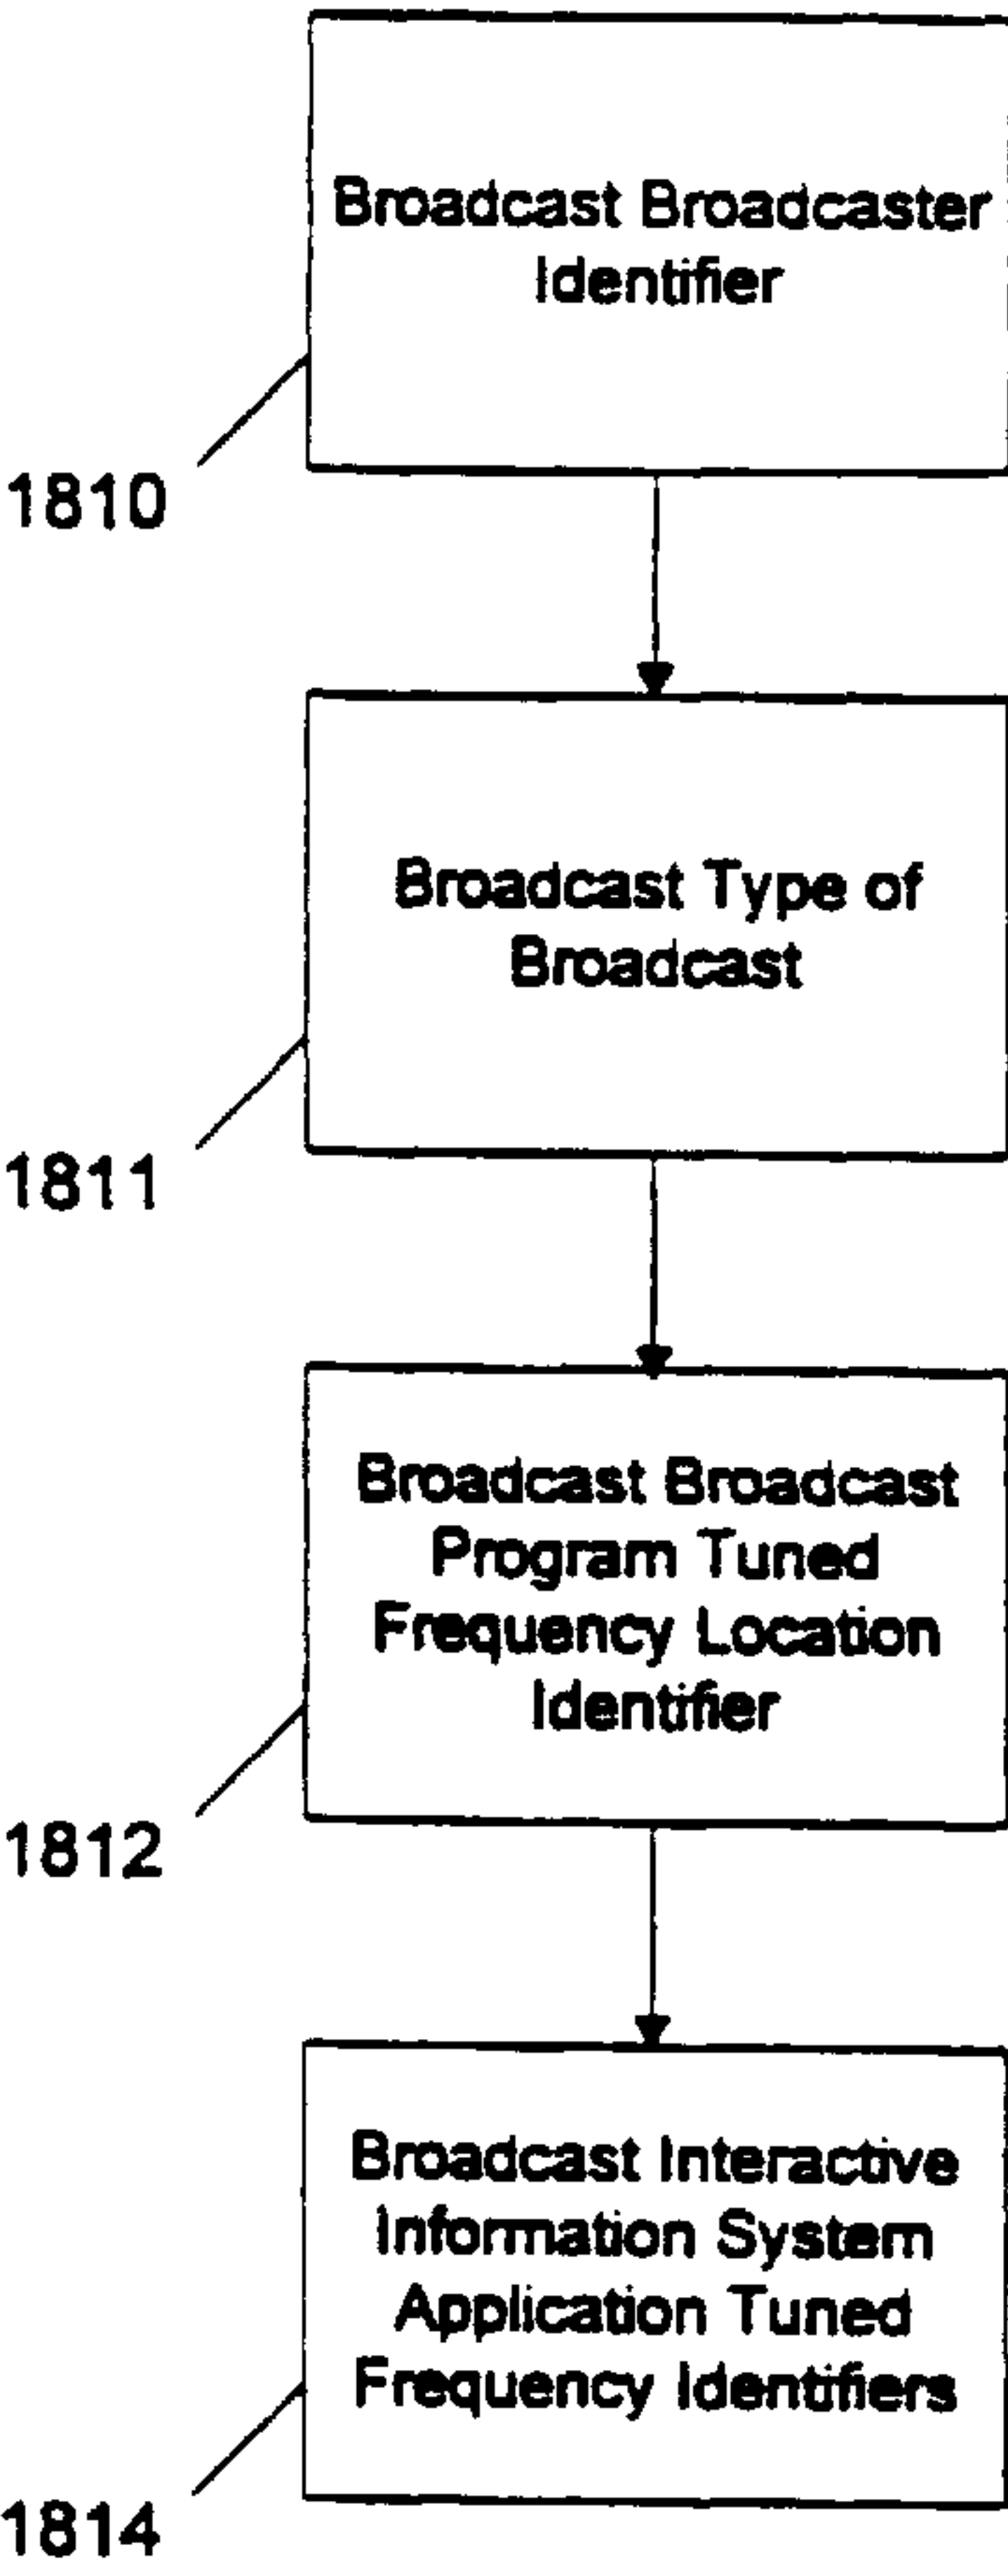 Broadcast Broadcaster
Identifier
1810
Broadcast Type of
Broadcast
1811
Broadcast Broadcast
Program Tuned
Frequency Location
Identifier
1812
Broadcast Interactive
Information System
Application Tuned
Frequency Identifiers
1814